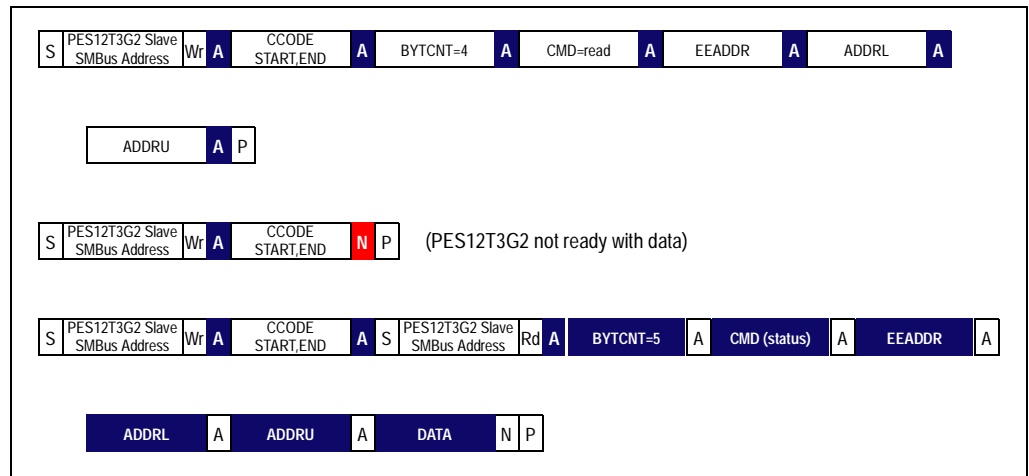 S PES12T3G2 Slave SMBus Address Wr A CCODE START,END A BYTCNT=4 A CMD=read A EEADDR A ADDRL A
ADDRU A P
S PES12T3G2 Slave SMBus Address Wr A CCODE START,END N P (PES12T3G2 not ready with data)
S PES12T3G2 Slave SMBus Address Wr A CCODE START,END A S PES12T3G2 Slave SMBus Address Rd A BYTCNT=5 A CMD (status) A EEADDR A
ADDRL A ADDRU A DATA N P